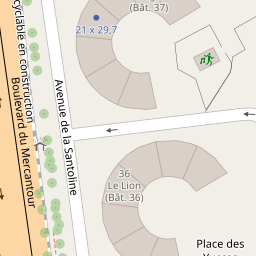 (Bât. 37)
21 x 29,7
cyclable en construction
Boulevard du Mercantour
Avenue de la Santoline
36
Le Lion
(Bât. 36)
Place des